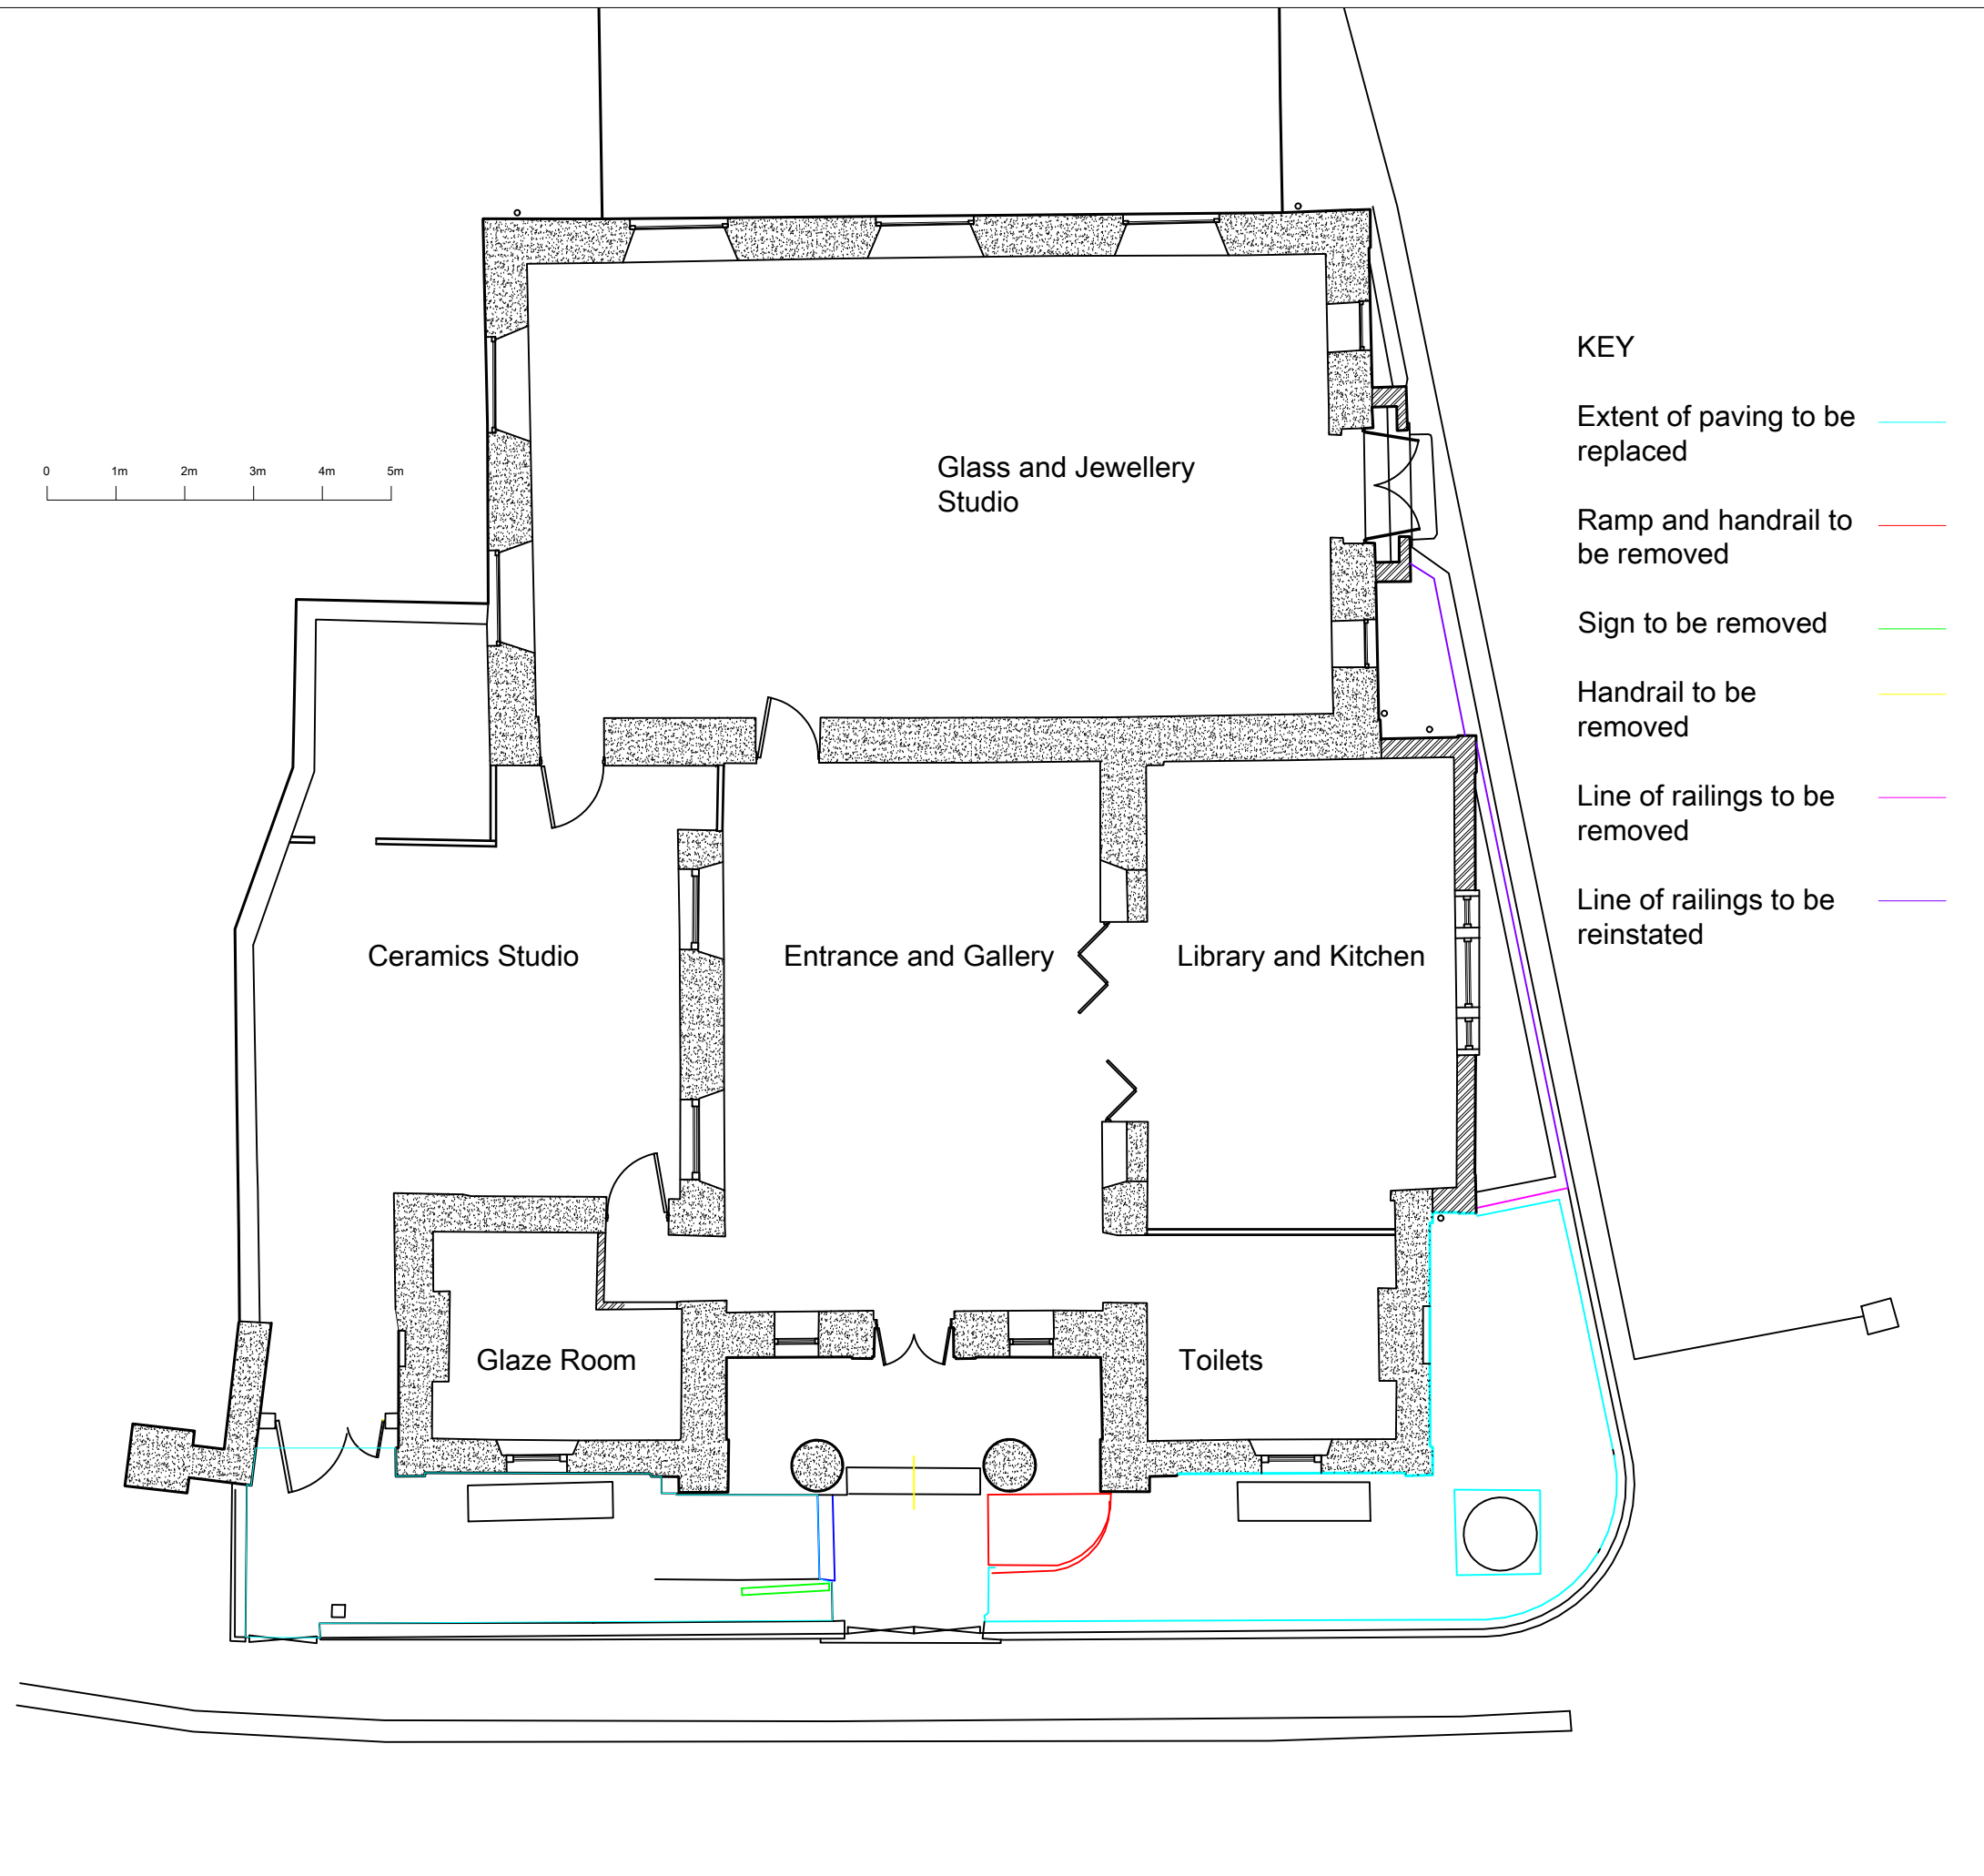 KEY
Extent of paving to be
replaced
0 1m 2m 3m 4m 5m
Glass and Jewellery
Studio
Ramp and handrail to
be removed
Sign to be removed
Handrail to be
removed
Line of railings to be
removed
Line of railings to be
reinstated
Ceramics Studio
Entrance and Gallery
Library and Kitchen
Glaze Room
Toilets